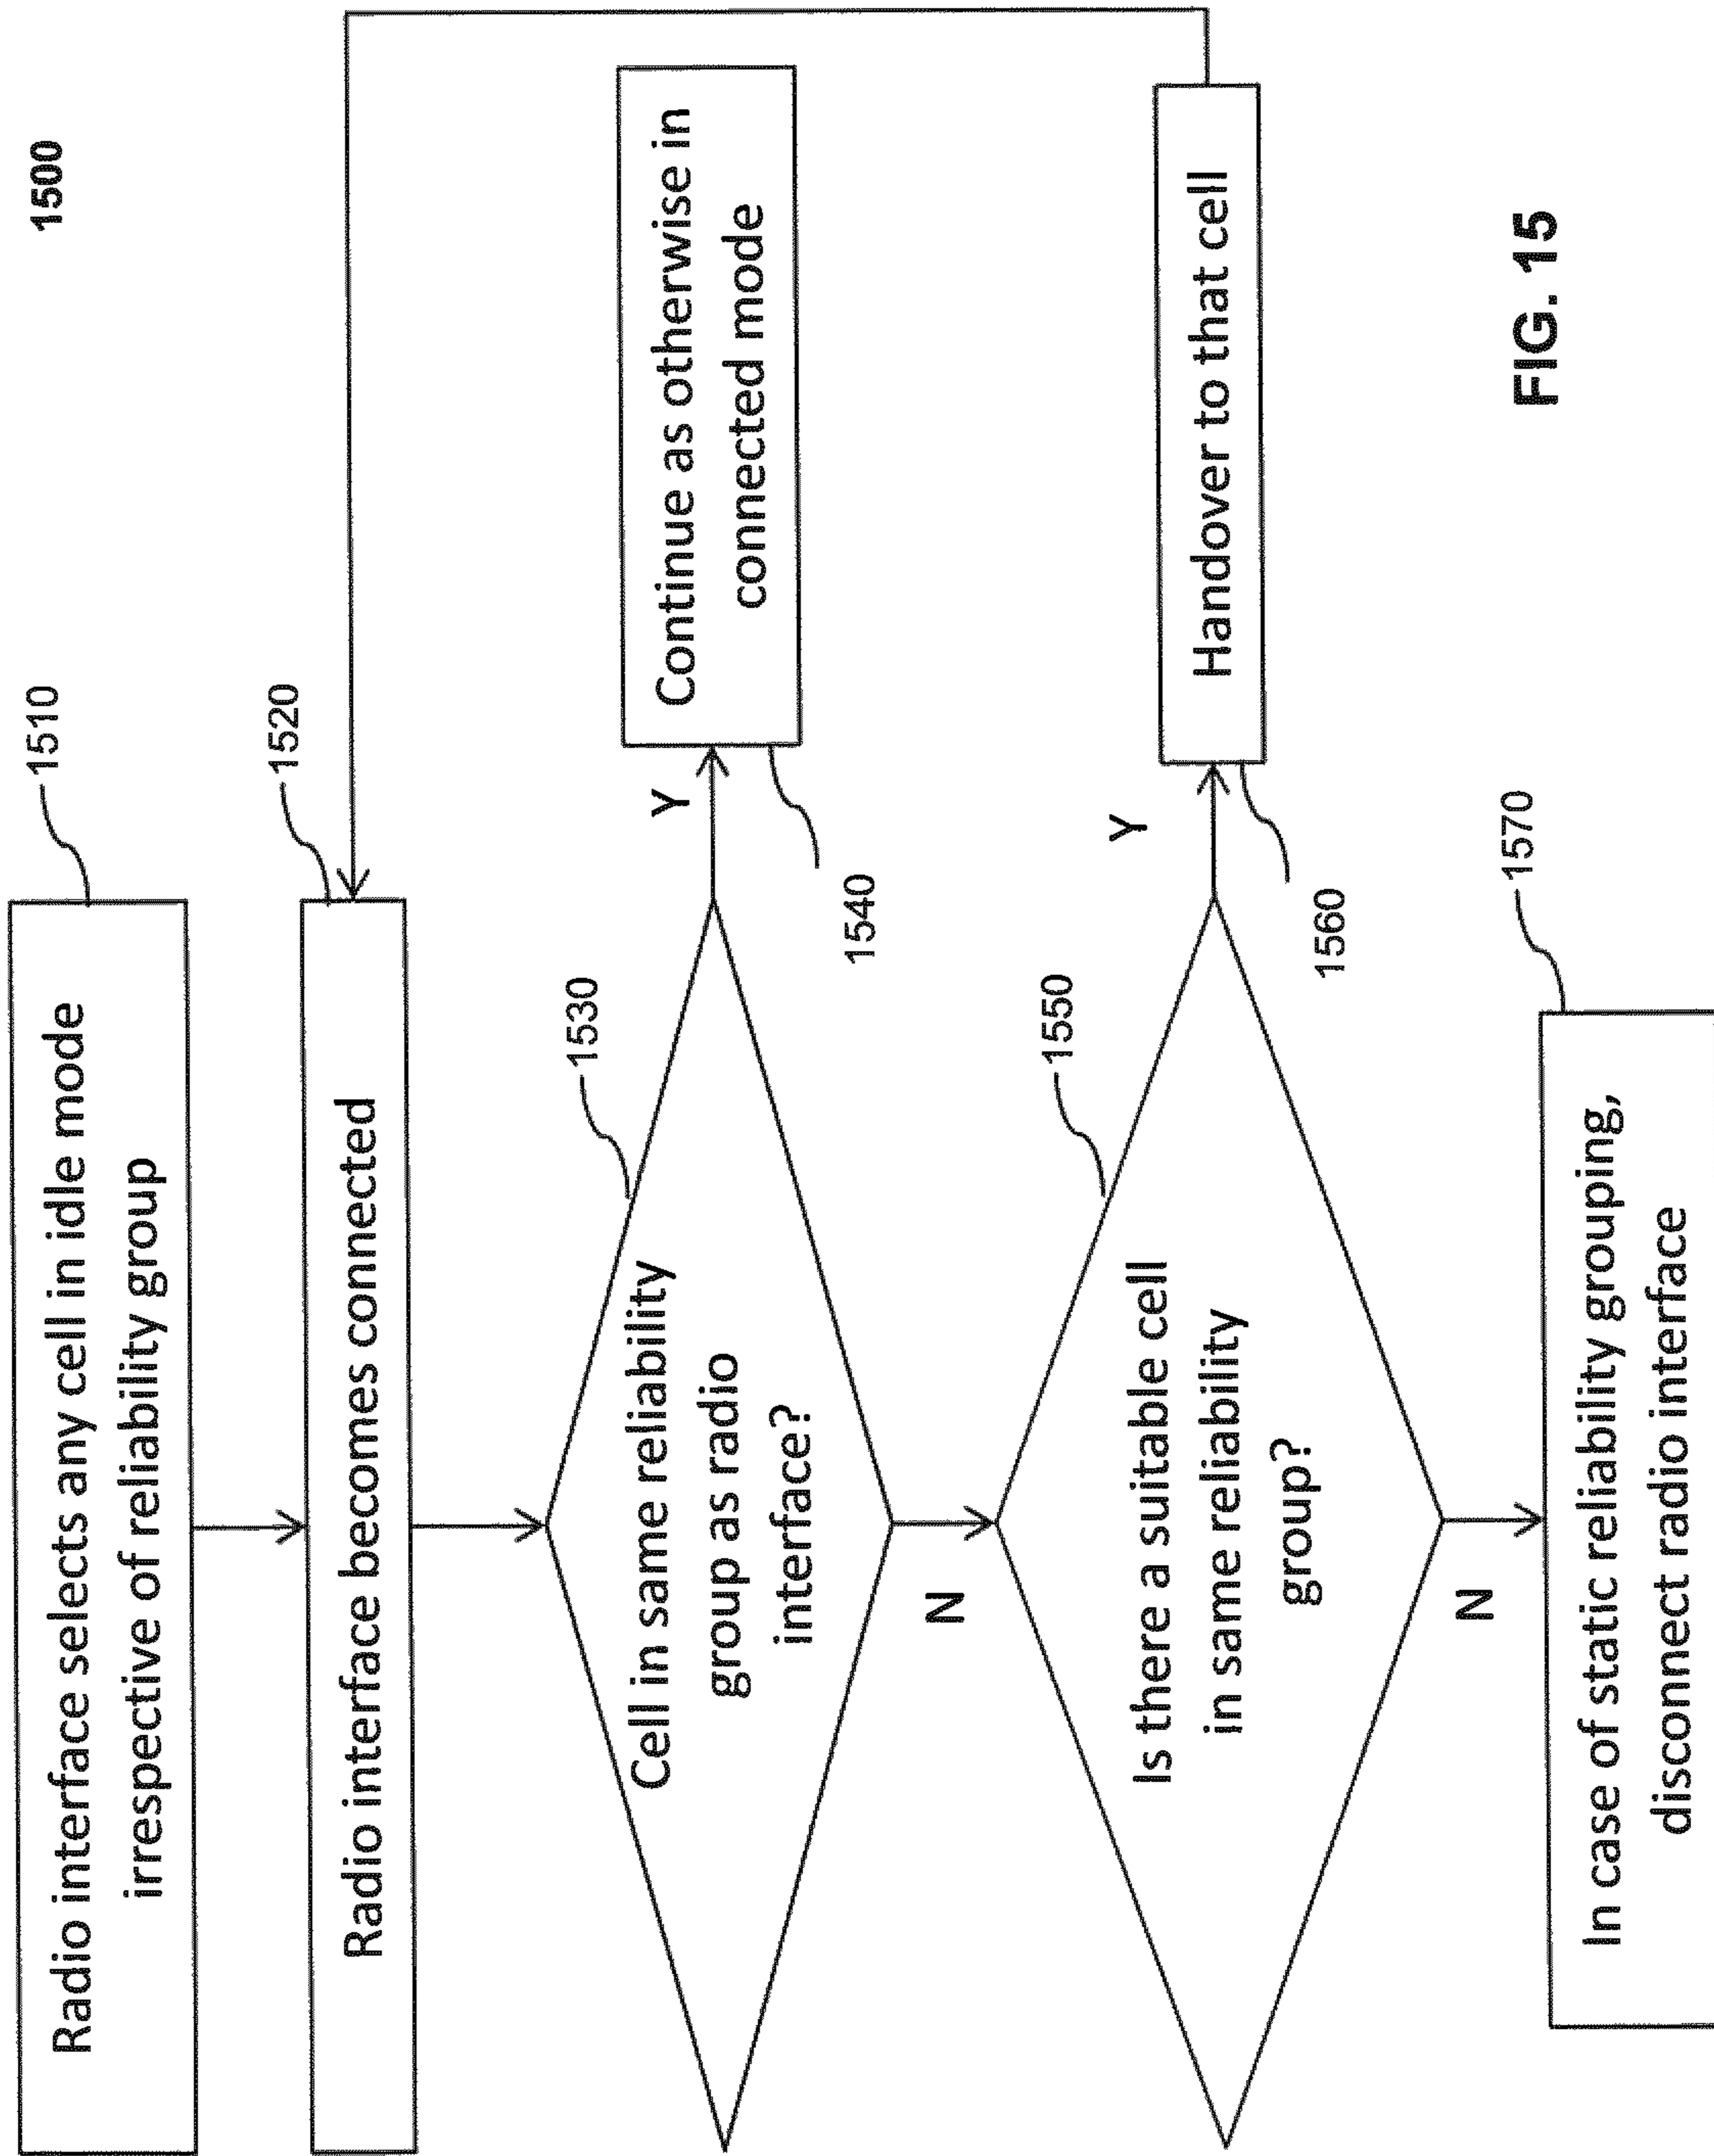 1500
Radio interface selects any cell in idle mode
irrespective of reliability group
1510
Radio interface becomes connected
1520
Cell in same reliability
group as radio
interface?
1530
Y
Continue as otherwise in
connected mode
1540
N
Is there a suitable cell
in same reliability
group?
1550
Y
Handover to that cell
1560
N
In case of static reliability grouping,
disconnect radio interface
1570
FIG. 15